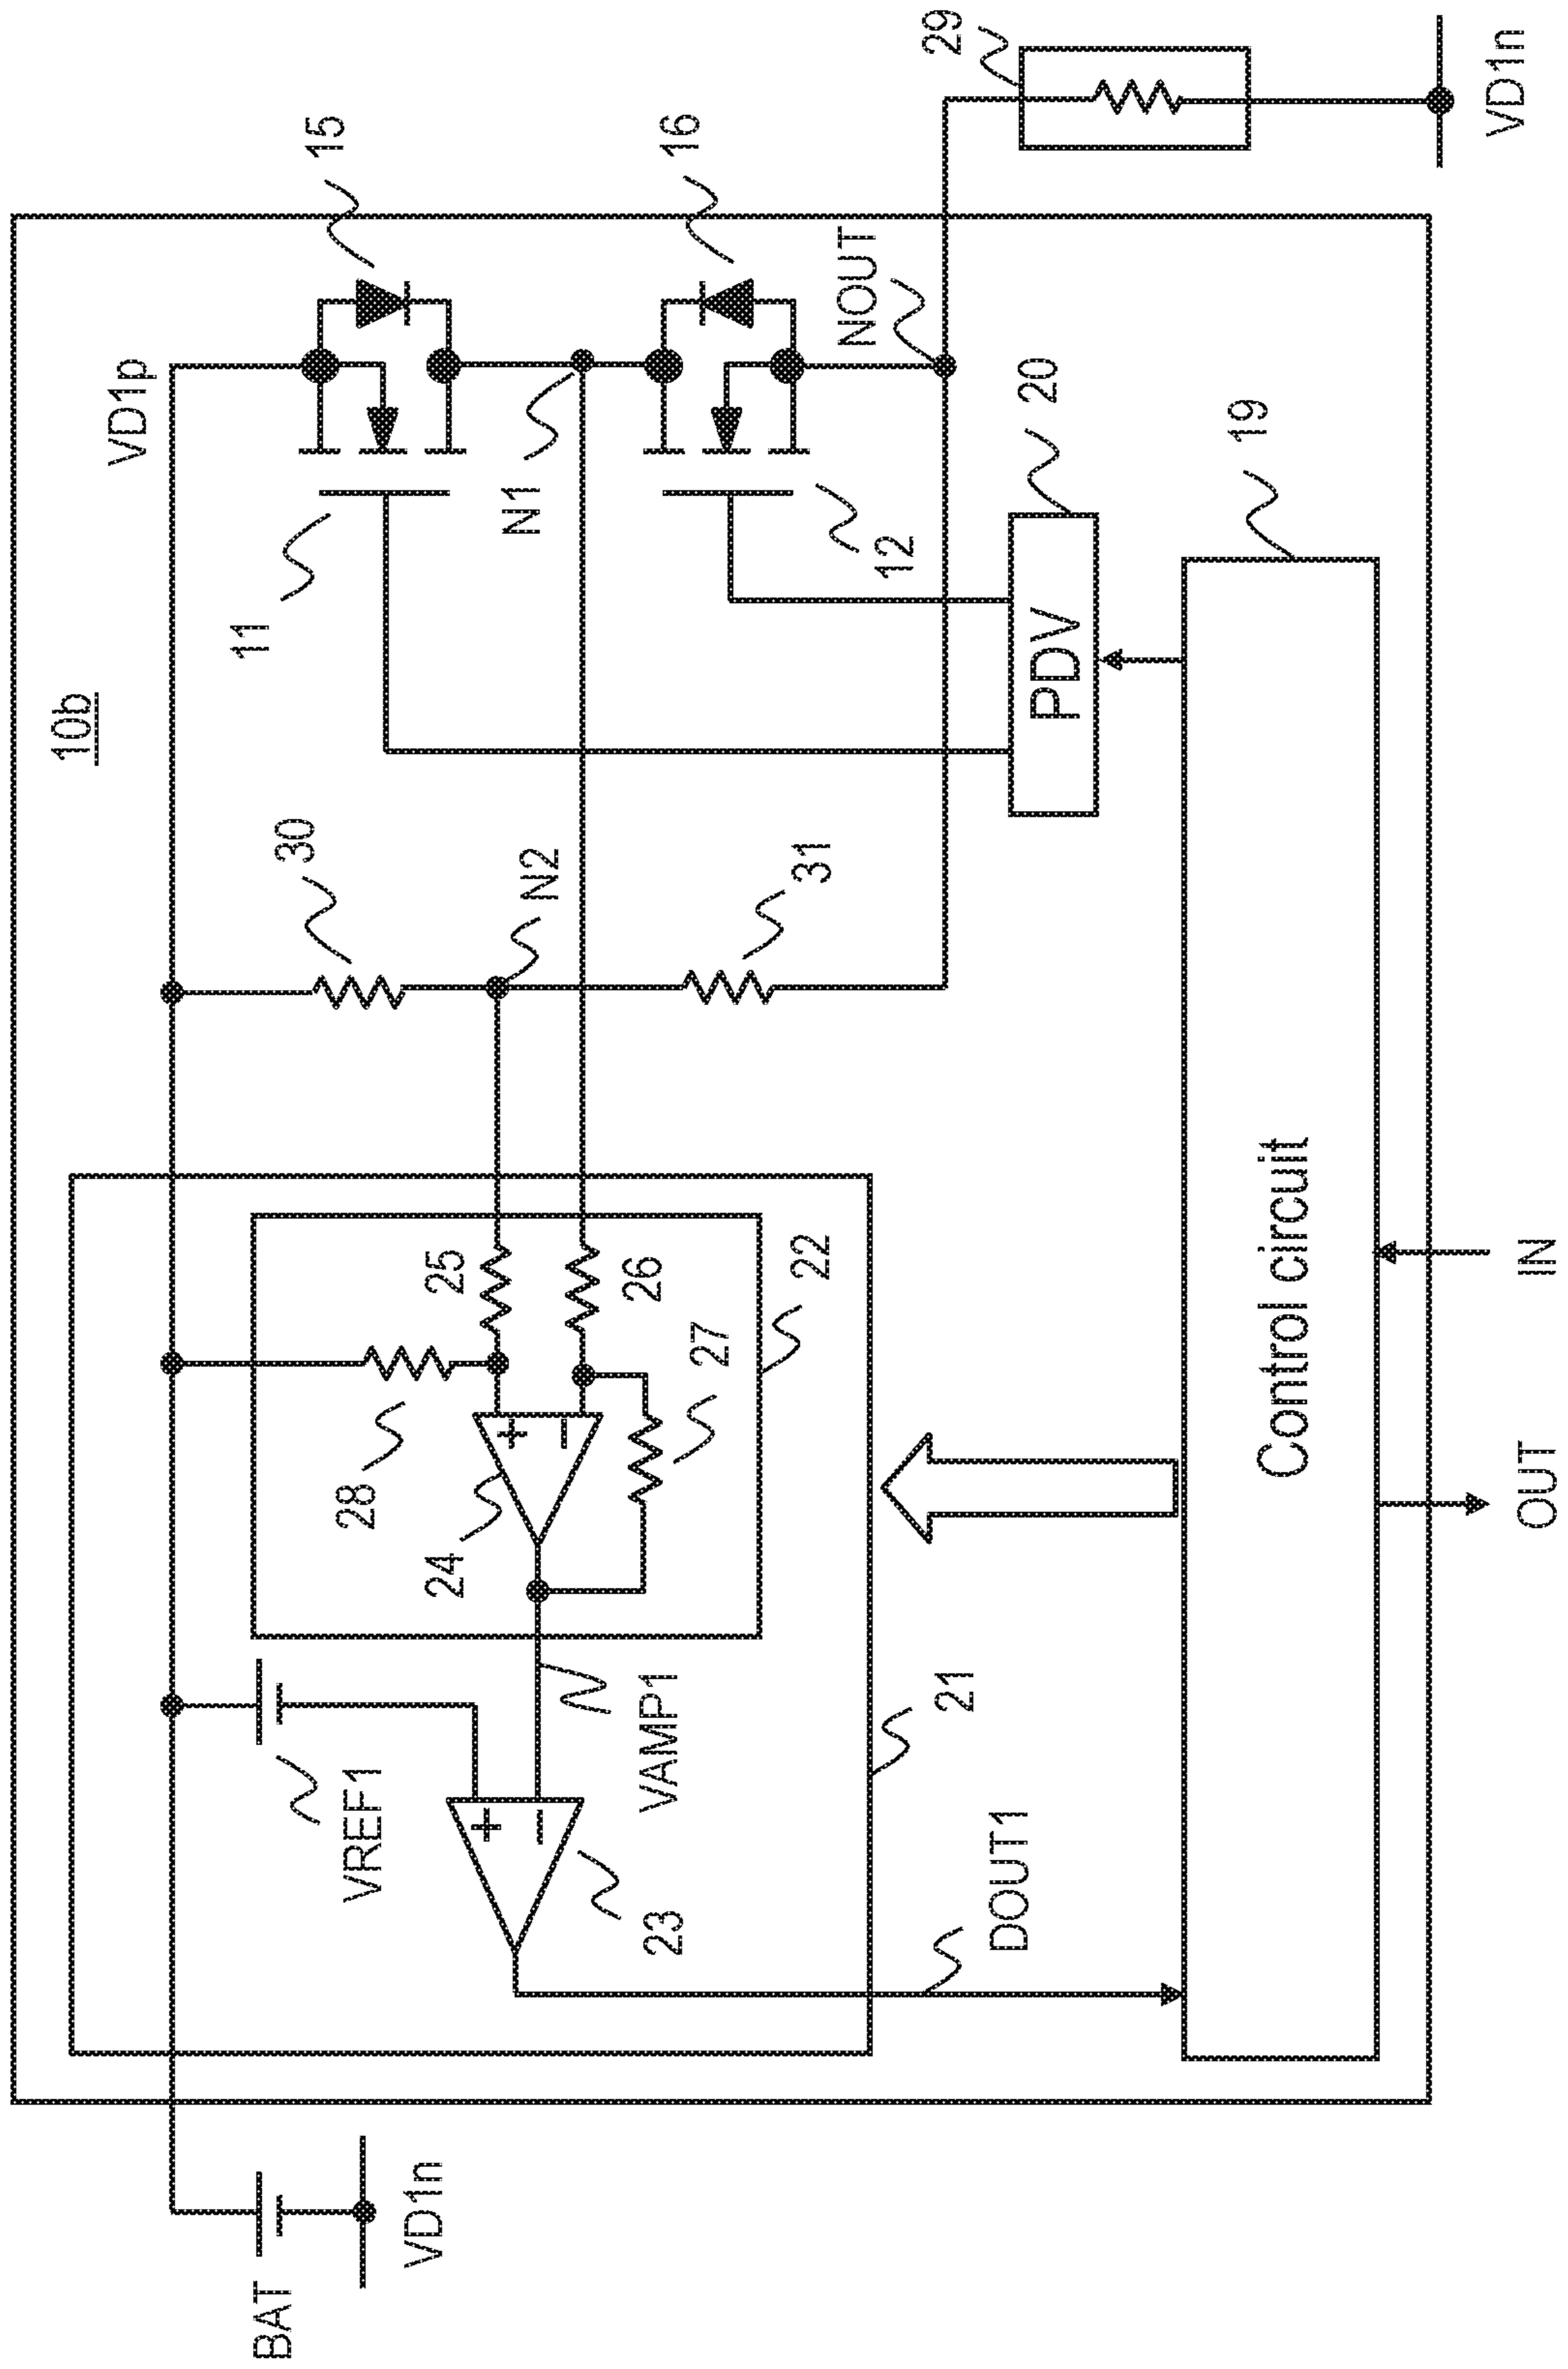 10b
VD1p
15
11
30
N1
16
N2
NOUT
12
31
29
28
25
26
24
27
22
VREF1
VAMP1
23
21
20
PDV
DOUT1
19
Control circuit
BAT
VD1n
VD1n
OUT
IN